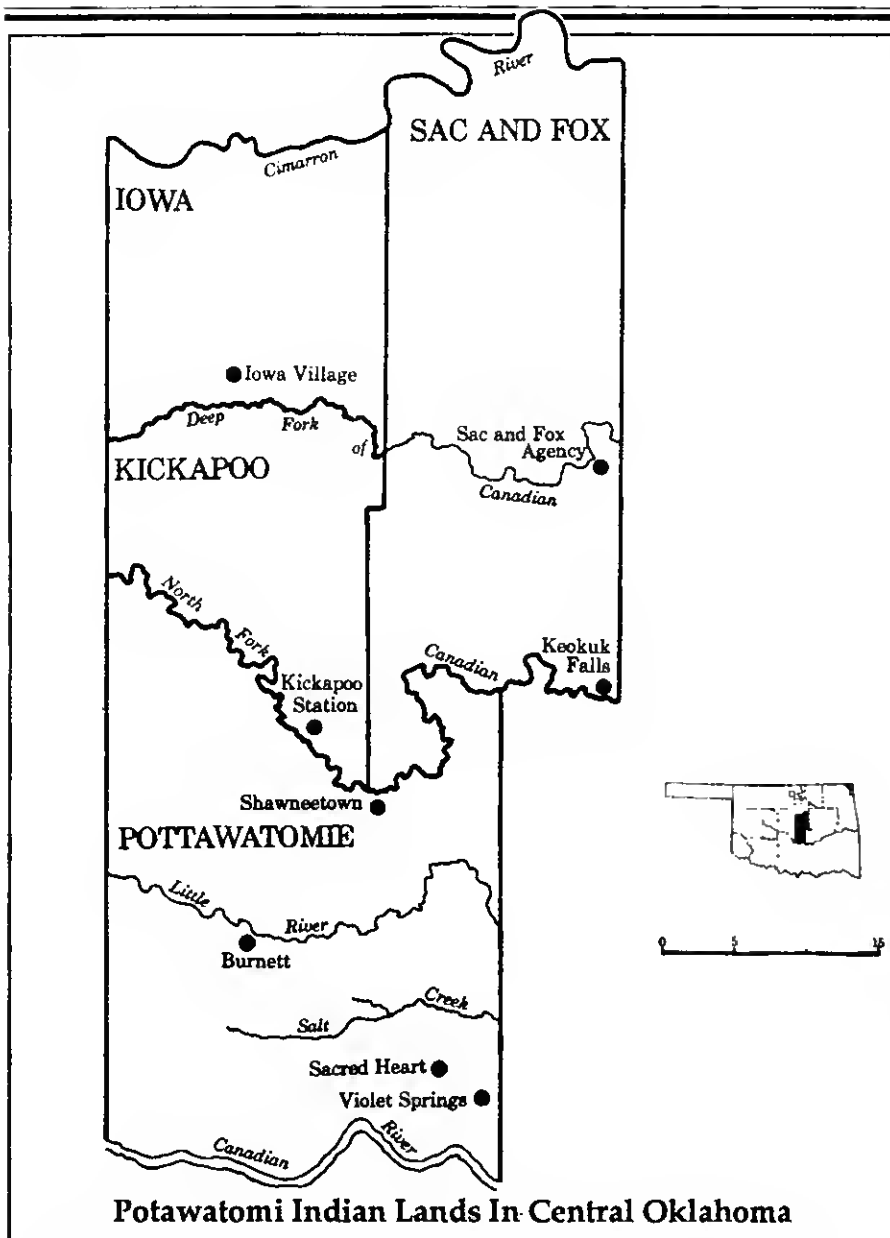 River
SAC AND FOX
Cimarron
IOWA
Iowa Village
Deep Fork of Canadian
Sac and Fox
Agency
KICKAPOO
North Fork Canadian
Keokuk
Falls
Kickapoo
Station
Shawneetown
POTTAWATOMIE
Little River
Burnett
Salt Creek
Sacred Heart
Violet Springs
Canadian River
0 5 15
Potawatomi Indian Lands In Central Oklahoma